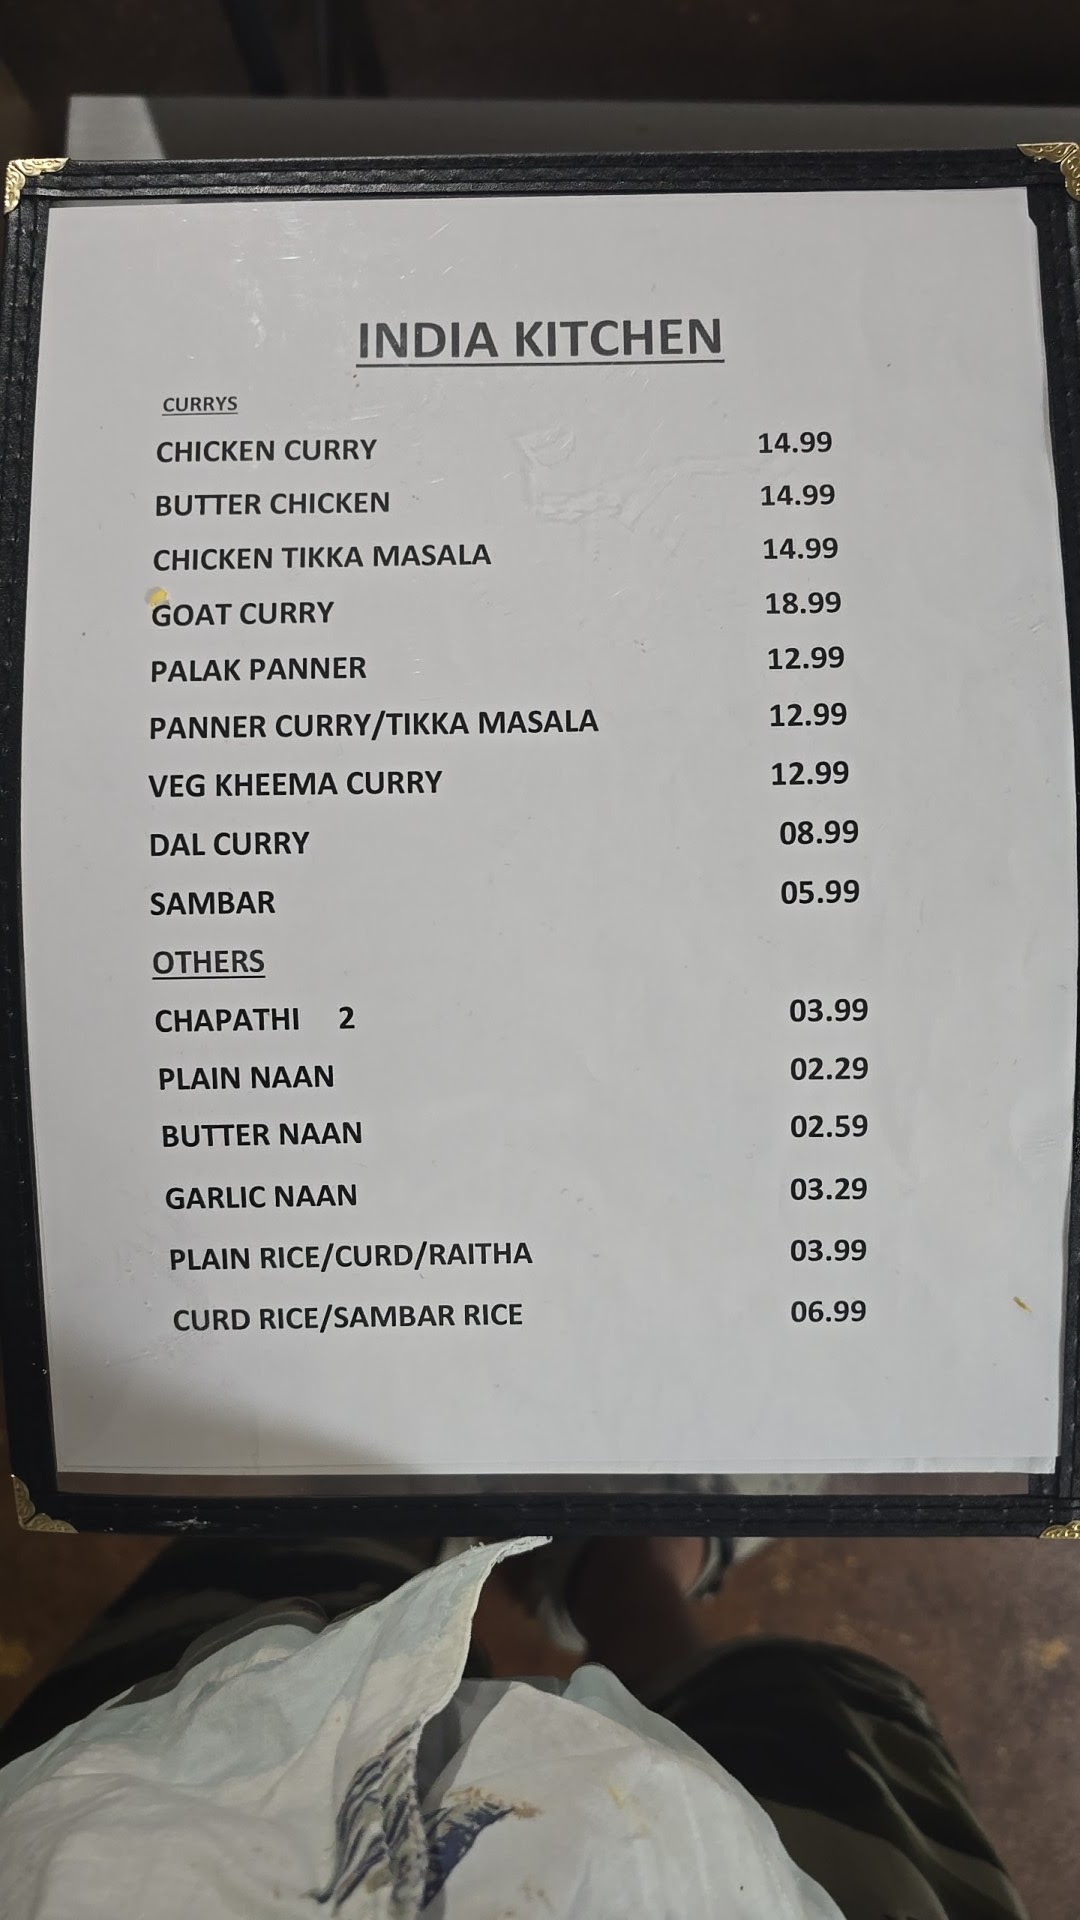 INDIA KITCHEN
CURRYS
CHICKEN CURRY 14.99
BUTTER CHICKEN 14.99
CHICKEN TIKKA MASALA 14.99
GOAT CURRY 18.99
PALAK PANNER 12.99
PANNER CURRY/TIKKA MASALA 12.99
VEG KHEEMA CURRY 12.99
DAL CURRY 08.99
SAMBAR 05.99
OTHERS
CHAPATHI 2 03.99
PLAIN NAAN 02.29
BUTTER NAAN 02.59
GARLIC NAAN 03.29
PLAIN RICE/CURD/RAITHA 03.99
CURD RICE/SAMBAR RICE 06.99